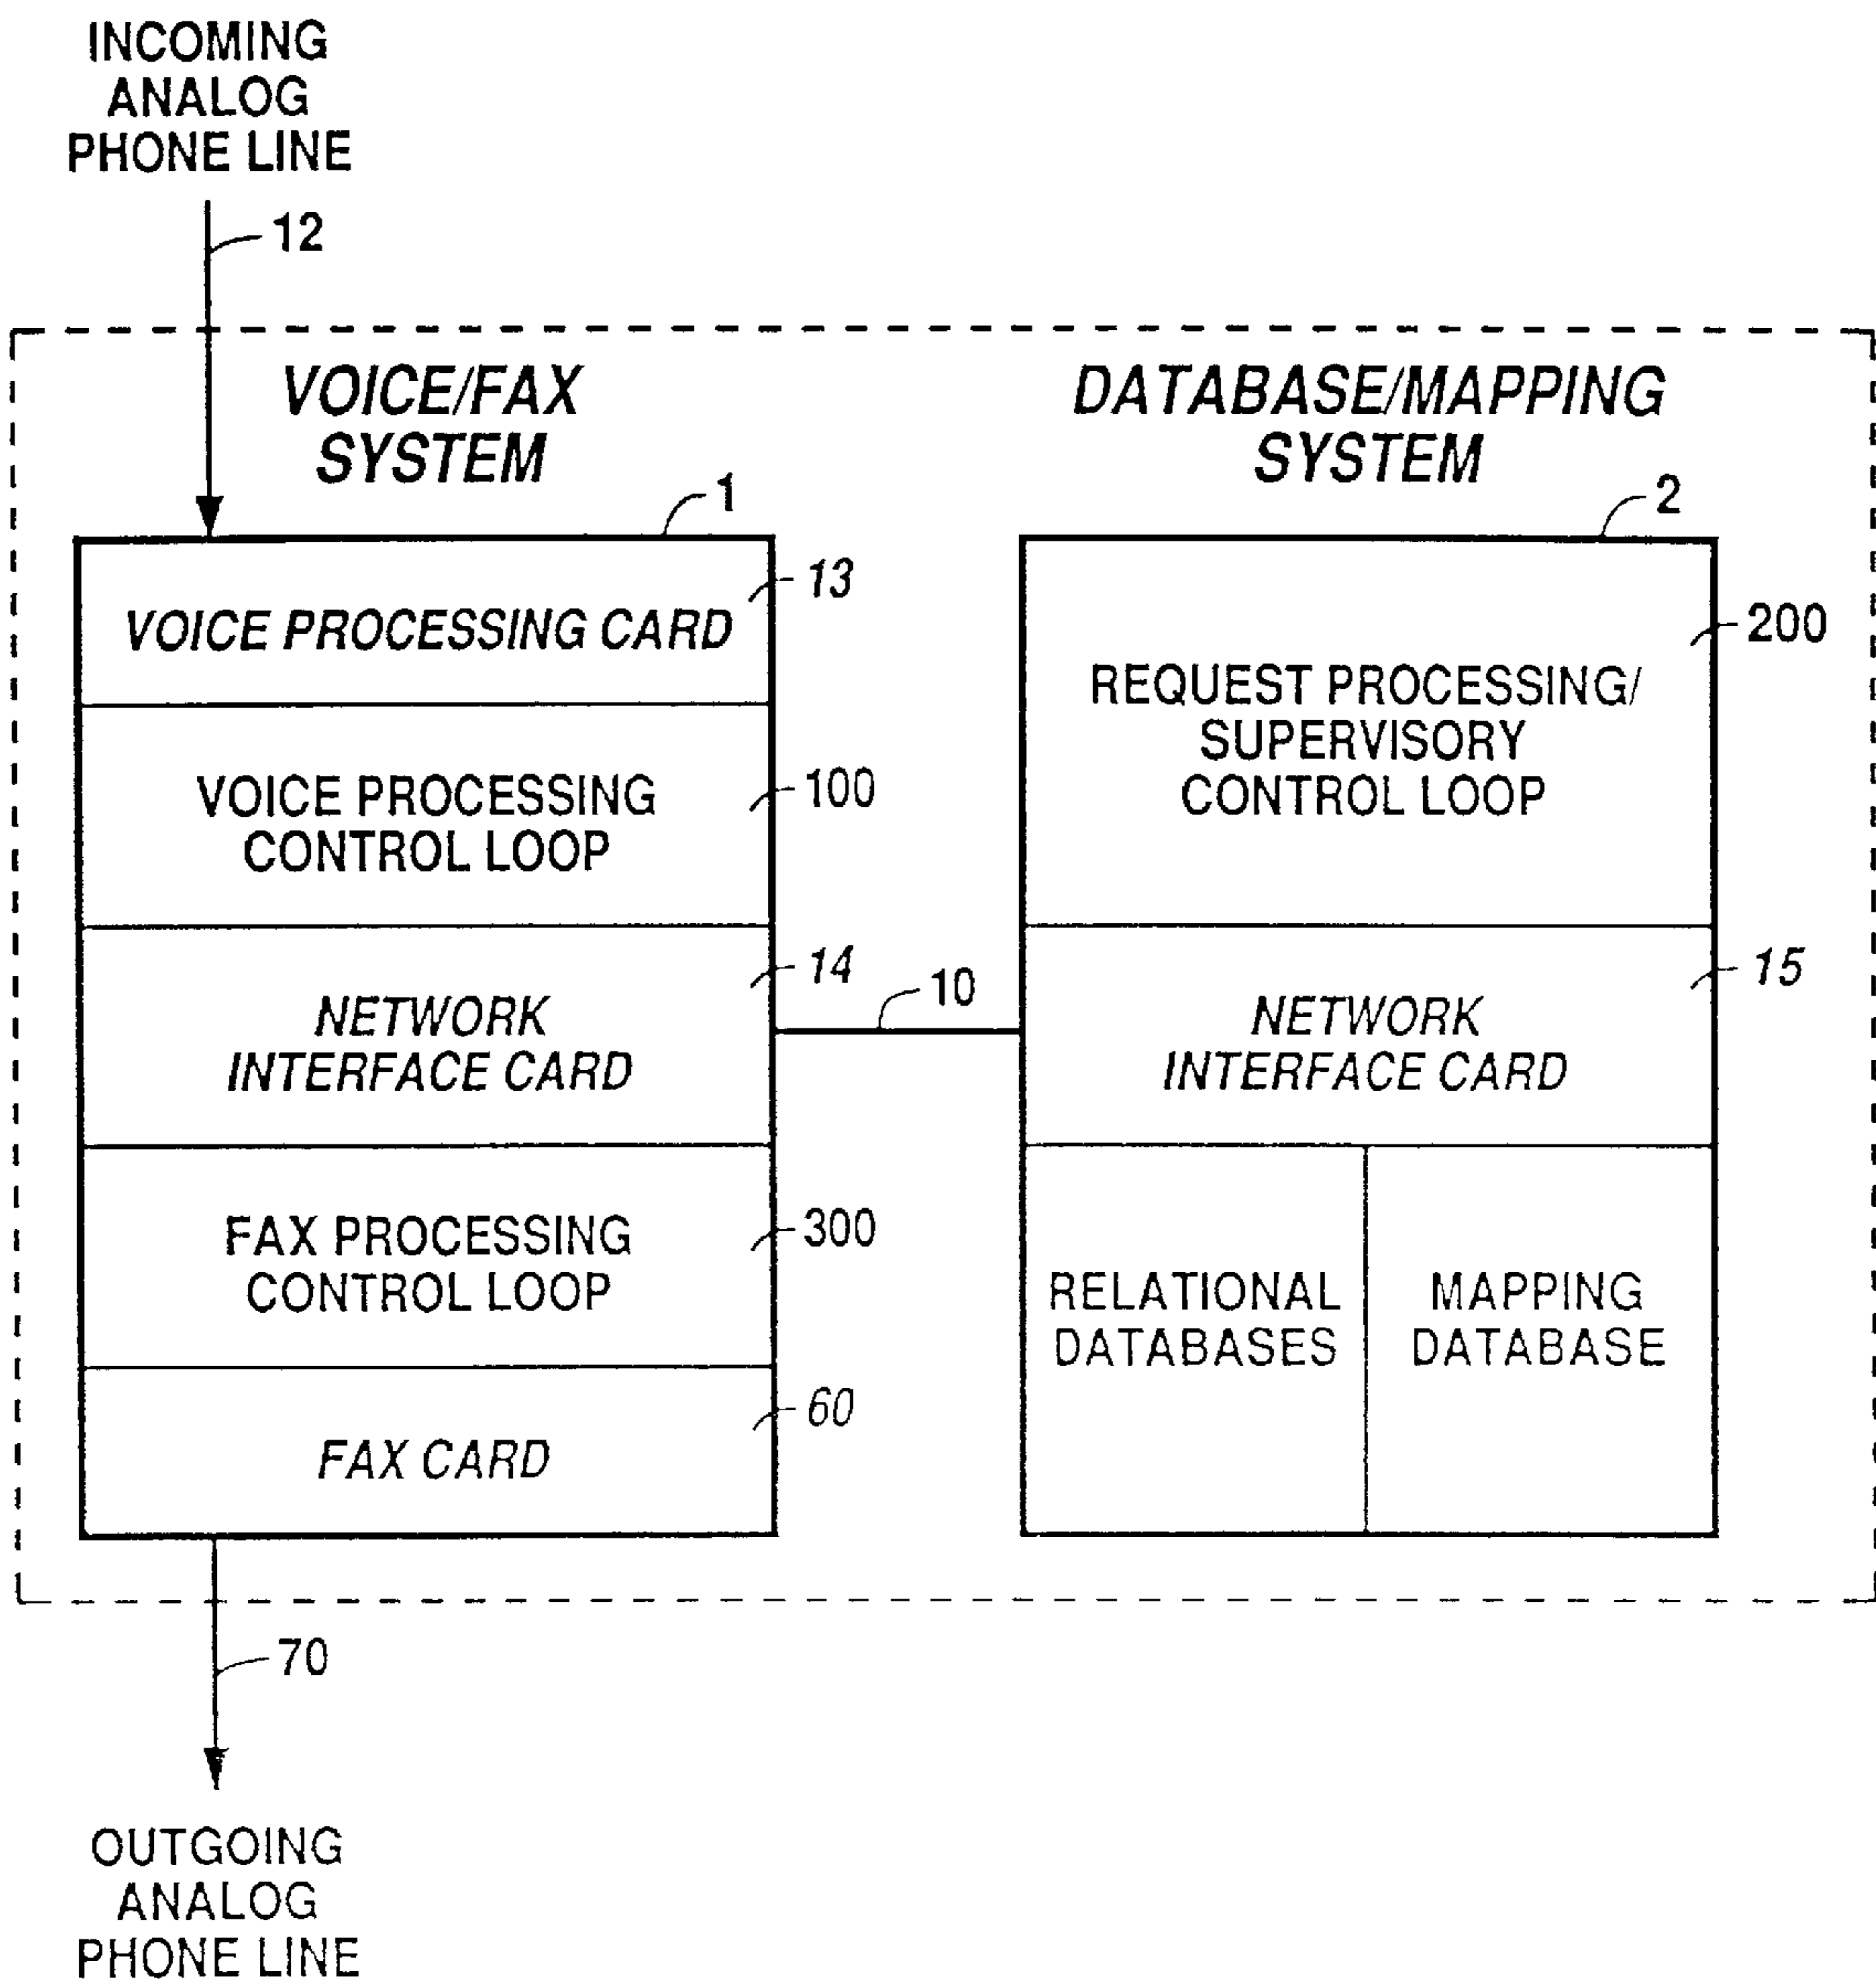 INCOMING
ANALOG
PHONE LINE
12
VOICE/FAX
SYSTEM
1
13
VOICE PROCESSING CARD
VOICE PROCESSING
CONTROL LOOP
100
14
NETWORK
INTERFACE CARD
10
FAX PROCESSING
CONTROL LOOP
300
60
FAX CARD
DATABASE/MAPPING
SYSTEM
2
200
REQUEST PROCESSING/
SUPERVISORY
CONTROL LOOP
15
NETWORK
INTERFACE CARD
RELATIONAL
DATABASES
MAPPING
DATABASE
70
OUTGOING
ANALOG
PHONE LINE